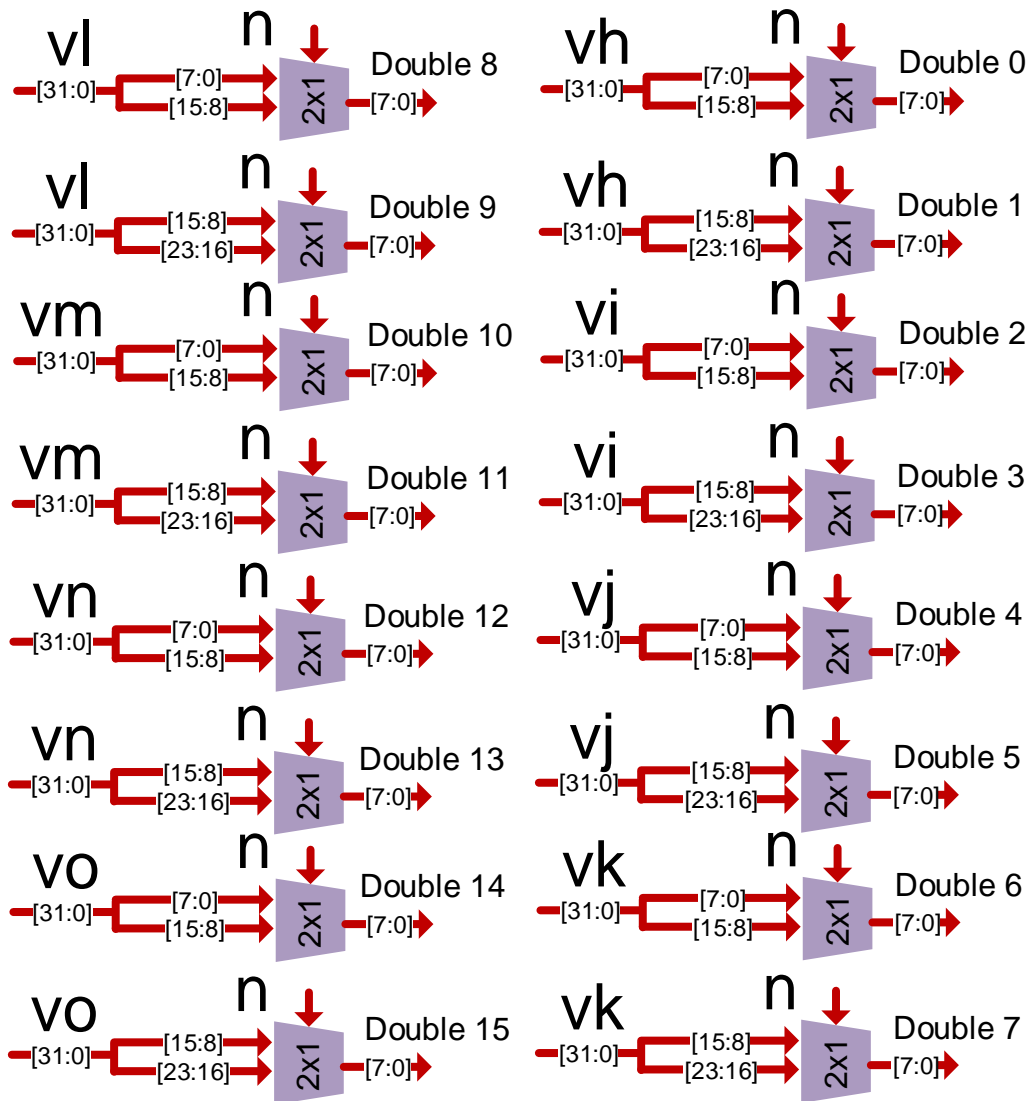 vl n Double 8
[31:0] [7:0] [15:8] 2x1 [7:0]
vh n Double 0
[31:0] [7:0] [15:8] 2x1 [7:0]
vl n Double 9
[31:0] [15:8] [23:16] 2x1 [7:0]
vh n Double 1
[31:0] [15:8] [23:16] 2x1 [7:0]
vm n Double 10
[31:0] [7:0] [15:8] 2x1 [7:0]
vi n Double 2
[31:0] [7:0] [15:8] 2x1 [7:0]
vm n Double 11
[31:0] [15:8] [23:16] 2x1 [7:0]
vi n Double 3
[31:0] [15:8] [23:16] 2x1 [7:0]
vn n Double 12
[31:0] [7:0] [15:8] 2x1 [7:0]
vj n Double 4
[31:0] [7:0] [15:8] 2x1 [7:0]
vn n Double 13
[31:0] [15:8] [23:16] 2x1 [7:0]
vj n Double 5
[31:0] [15:8] [23:16] 2x1 [7:0]
vo n Double 14
[31:0] [7:0] [15:8] 2x1 [7:0]
vk n Double 6
[31:0] [7:0] [15:8] 2x1 [7:0]
vo n Double 15
[31:0] [15:8] [23:16] 2x1 [7:0]
vk n Double 7
[31:0] [15:8] [23:16] 2x1 [7:0]